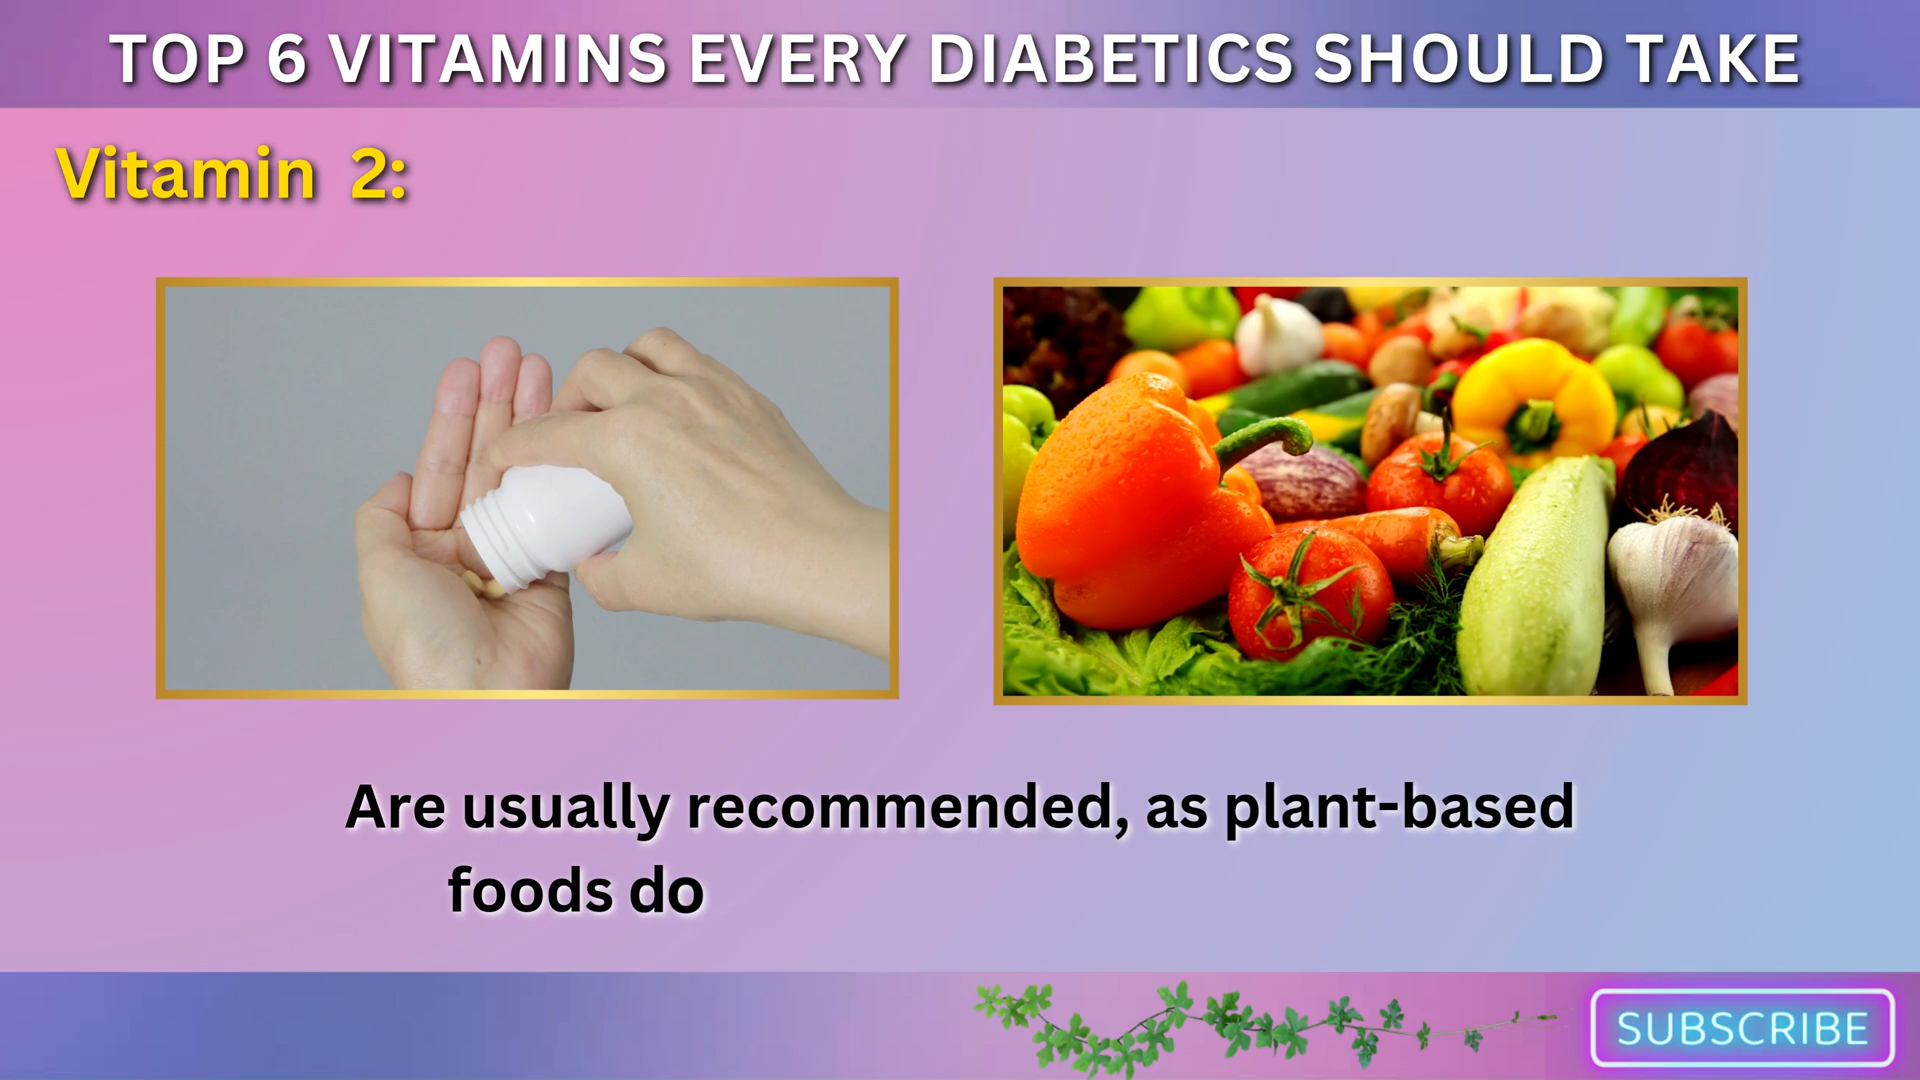 TOP 6 VITAMINS EVERY DIABETICS SHOULD TAKE
Vitamin 2:
Are usually recommended, as plant-based
foods do
SUBSCRIBE